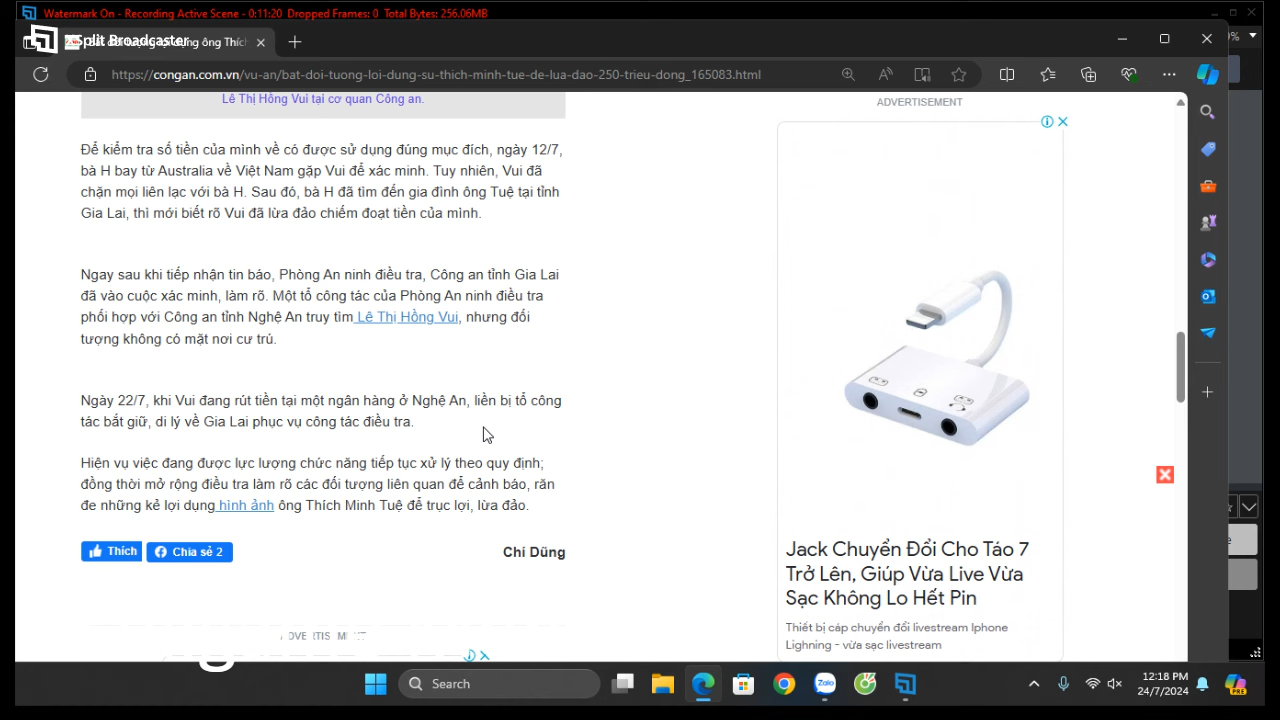 Watermark On - Recording Active Scene - 0:11:20 Dropped Frames: 0 Total Bytes: 256.06MB
Split Broadcaster
https://congan.com.vn/vu-an/bat-doi-tuong-loi-dung-su-thich-minh-tue-de-lua-dao-250-trieu-dong_165083.html
Lê Thị Hồng Vui tại cơ quan Công an.
Để kiểm tra số tiền của mình về có được sử dụng đúng mục đích, ngày 12/7,
bà H bay từ Australia về Việt Nam gặp Vui để xác minh. Tuy nhiên, Vui đã
chặn mọi liên lạc với bà H. Sau đó, bà H đã tìm đến gia đình ông Tuệ tại tỉnh
Gia Lai, thì mới biết rõ Vui đã lừa đảo chiếm đoạt tiền của mình.
Ngay sau khi tiếp nhận tin báo, Phòng An ninh điều tra, Công an tỉnh Gia Lai
đã vào cuộc xác minh, làm rõ. Một tổ công tác của Phòng An ninh điều tra
phối hợp với Công an tỉnh Nghệ An truy tìm Lê Thị Hồng Vui, nhưng đối
tượng không có mặt nơi cư trú.
Ngày 22/7, khi Vui đang rút tiền tại một ngân hàng ở Nghệ An, liền bị tổ công
tác bắt giữ, di lý về Gia Lai phục vụ công tác điều tra.
Hiện vụ việc đang được lực lượng chức năng tiếp tục xử lý theo quy định;
đồng thời mở rộng điều tra làm rõ các đối tượng liên quan để cảnh báo, răn
đe những kẻ lợi dụng hình ảnh ông Thích Minh Tuệ để trục lợi, lừa đảo.
Thích
Chia sẻ 2
Chí Dũng
ADVERTISEMENT
ADVERTISEMENT
Jack Chuyển Đổi Cho Táo 7
Trở Lên, Giúp Vừa Live Vừa
Sạc Không Lo Hết Pin
Thiết bị cáp chuyển đổi livestream Iphone
Lighning - vừa sạc livestream
Search
Zalo
12:18 PM
24/7/2024
PRE